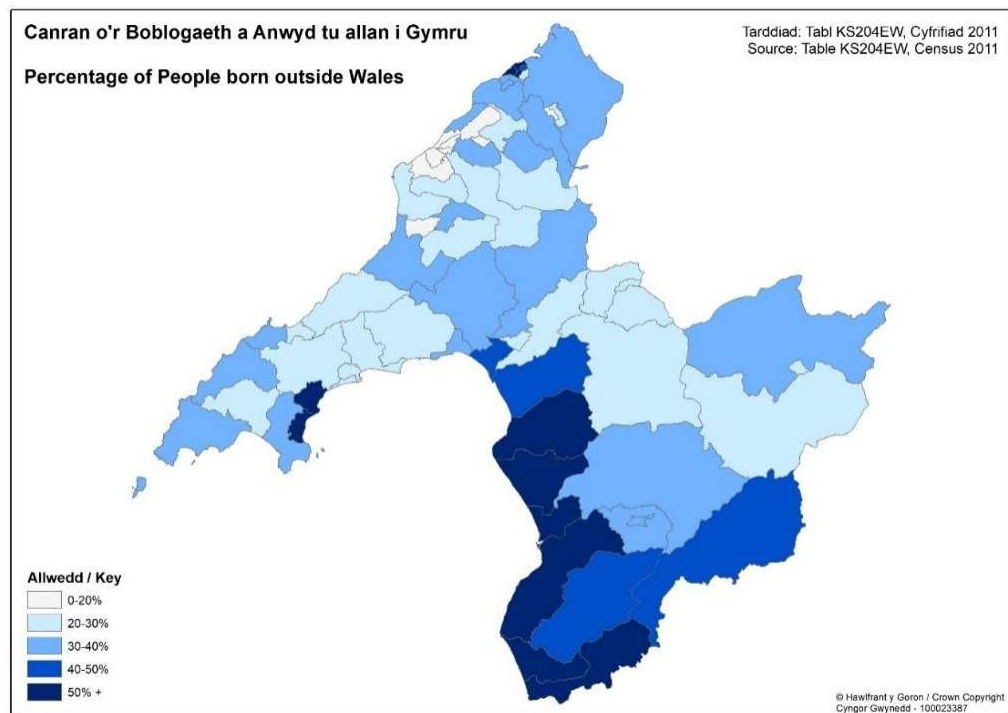 Canran o'r Boblogaeth a Anwyd tu allan i Gymru
Percentage of People born outside Wales
Tarddiad: Tabl KS204EW, Cyfrifiad 2011
Source: Table KS204EW, Census 2011
Allwedd / Key
0-20%
20-30%
30-40%
40-50%
50% +
© Hawlfraint y Goron / Crown Copyright
Cyngor Gwynedd - 100023387